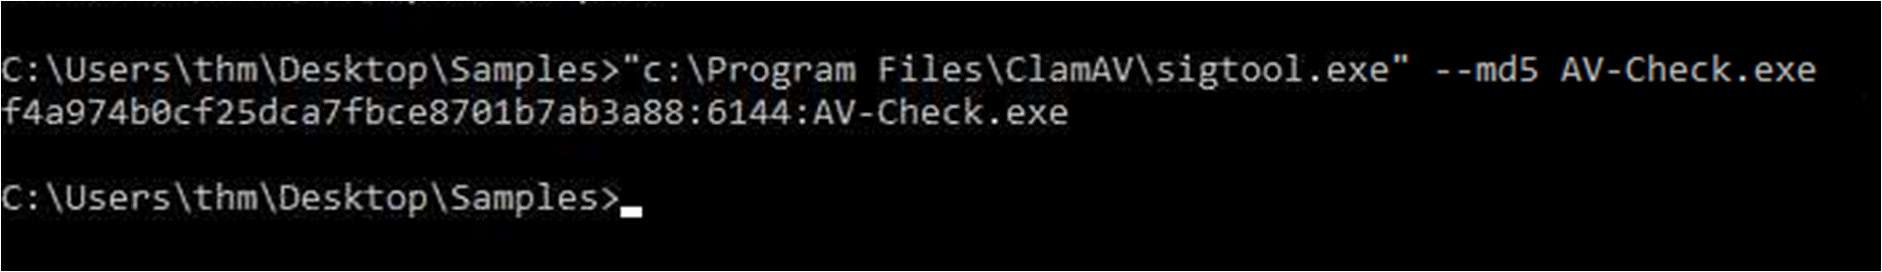 C:\Users\thm\Desktop\Samples>"c:\Program Files\ClamAV\sigtool.exe" --md5 AV-Check.exe
f4a974b0cf25dca7fbce8701b7ab3a88:6144:AV-Check.exe
C:\Users\thm\Desktop\Samples>